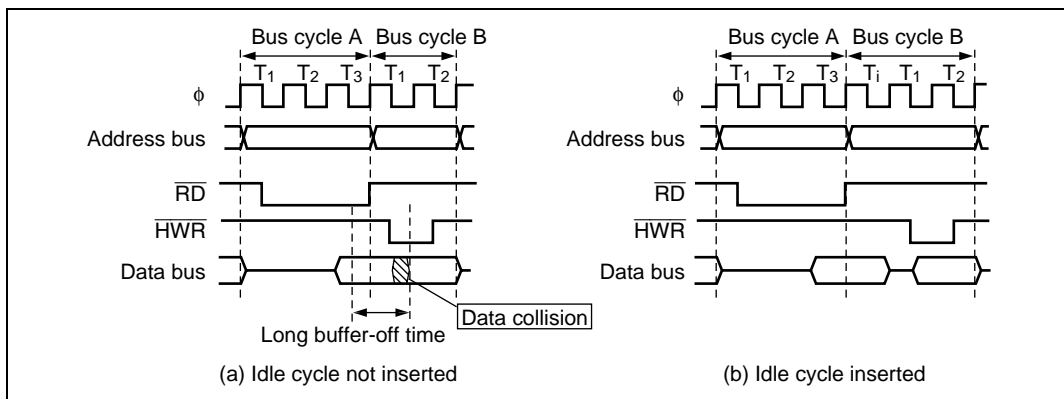 Bus cycle A Bus cycle B
T1 T2 T3 T1 T2
ϕ
Address bus
RD
HWR
Data bus
Data collision
Long buffer-off time
(a) Idle cycle not inserted
Bus cycle A Bus cycle B
T1 T2 T3 Ti T1 T2
ϕ
Address bus
RD
HWR
Data bus
(b) Idle cycle inserted